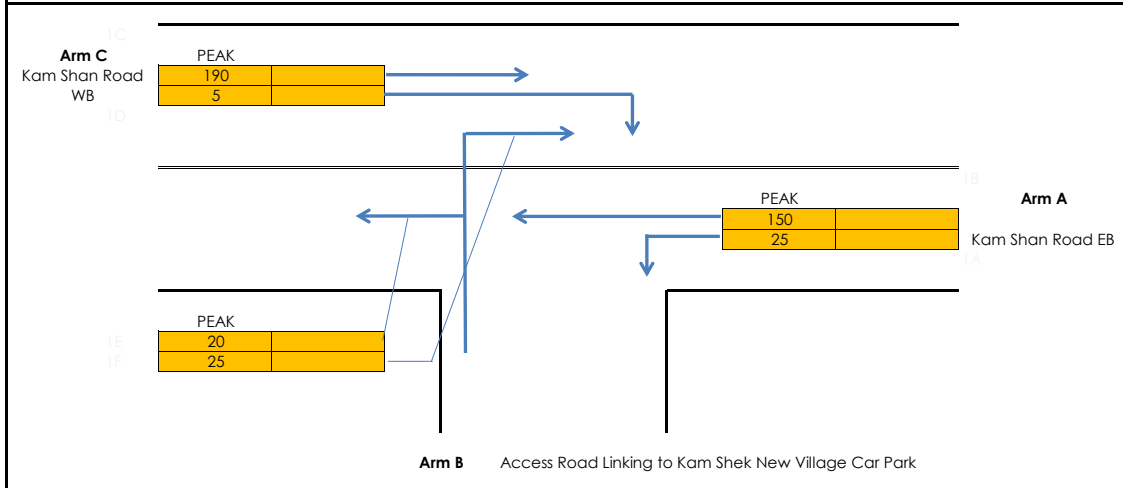 1C
Arm C
PEAK
Kam Shan Road
190
WB
5
1D
1B
PEAK
Arm A
150
25
Kam Shan Road EB
1A
PEAK
1E
20
1F
25
Arm B Access Road Linking to Kam Shek New Village Car Park